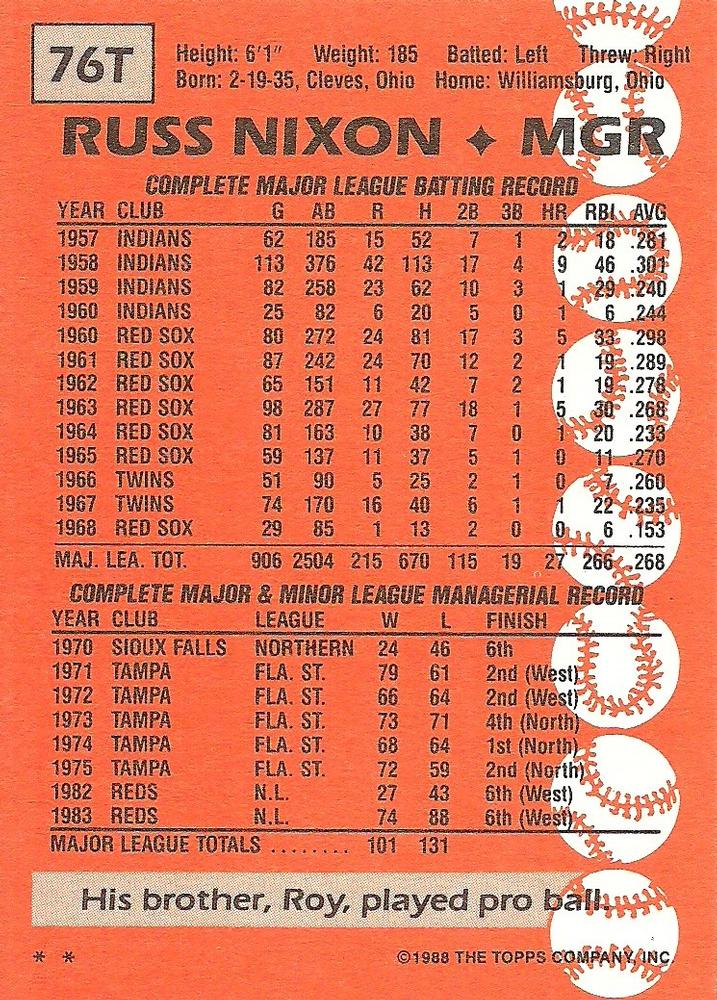 76T
Height: 6'1" Weight: 185 Batted: Left Threw: Right
Born: 2-19-35, Cleves, Ohio Home: Williamsburg, Ohio
RUSS NIXON ✦ MGR
COMPLETE MAJOR LEAGUE BATTING RECORD
YEAR CLUB G AB R H 2B 3B HR RBI AVG
1957 INDIANS 62 185 15 52 7 1 2 18 .281
1958 INDIANS 113 376 42 113 17 4 9 46 .301
1959 INDIANS 82 258 23 62 10 3 1 29 .240
1960 INDIANS 25 82 6 20 5 0 1 6 .244
1960 RED SOX 80 272 24 81 17 3 5 33 .298
1961 RED SOX 87 242 24 70 12 2 1 19 .289
1962 RED SOX 65 151 11 42 7 2 1 19 .278
1963 RED SOX 98 287 27 77 18 1 5 30 .268
1964 RED SOX 81 163 10 38 7 0 1 20 .233
1965 RED SOX 59 137 11 37 5 1 0 11 .270
1966 TWINS 51 90 5 25 2 1 0 7 .260
1967 TWINS 74 170 16 40 6 1 1 22 .235
1968 RED SOX 29 85 1 13 2 0 0 6 .153
MAJ. LEA. TOT. 906 2504 215 670 115 19 27 266 .268
COMPLETE MAJOR & MINOR LEAGUE MANAGERIAL RECORD
YEAR CLUB LEAGUE W L FINISH
1970 SIOUX FALLS NORTHERN 24 46 6th
1971 TAMPA FLA. ST. 79 61 2nd (West)
1972 TAMPA FLA. ST. 66 64 2nd (West)
1973 TAMPA FLA. ST. 73 71 4th (North)
1974 TAMPA FLA. ST. 68 64 1st (North)
1975 TAMPA FLA. ST. 72 59 2nd (North)
1982 REDS N.L. 27 43 6th (West)
1983 REDS N.L. 74 88 6th (West)
MAJOR LEAGUE TOTALS ........ 101 131
His brother, Roy, played pro ball.
* * ©1988 THE TOPPS COMPANY, INC.